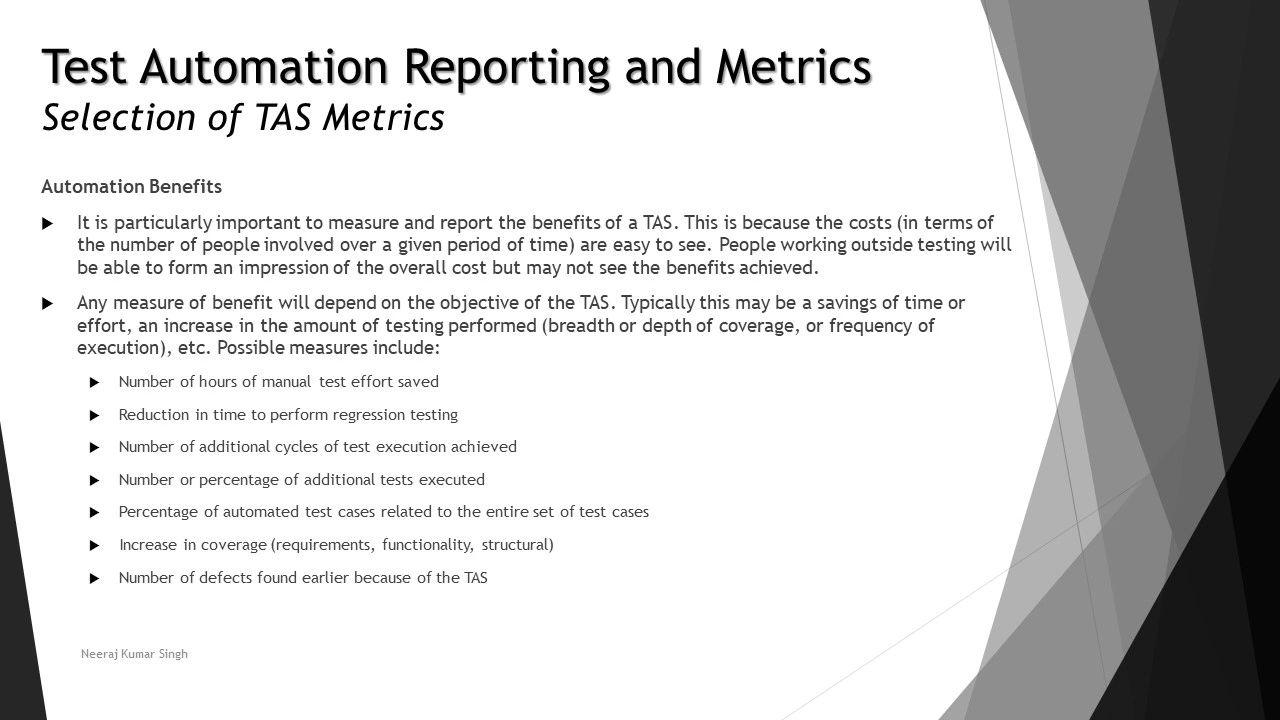 Test Automation Reporting and Metrics
Selection of TAS Metrics
Automation Benefits
It is particularly important to measure and report the benefits of a TAS. This is because the costs (in terms of
the number of people involved over a given period of time) are easy to see. People working outside testing will
be able to form an impression of the overall cost but may not see the benefits achieved.
Any measure of benefit will depend on the objective of the TAS. Typically this may be a savings of time or
effort, an increase in the amount of testing performed (breadth or depth of coverage, or frequency of
execution), etc. Possible measures include:
Number of hours of manual test effort saved
Reduction in time to perform regression testing
Number of additional cycles of test execution achieved
Number or percentage of additional tests executed
Percentage of automated test cases related to the entire set of test cases
Increase in coverage (requirements, functionality, structural)
Number of defects found earlier because of the TAS
Neeraj Kumar Singh